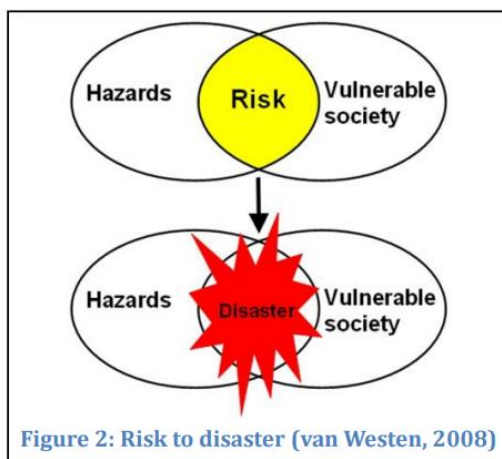 Hazards
Risk
Vulnerable
society
Hazards
Disaster
Vulnerable
society
Figure 2: Risk to disaster (van Westen, 2008)